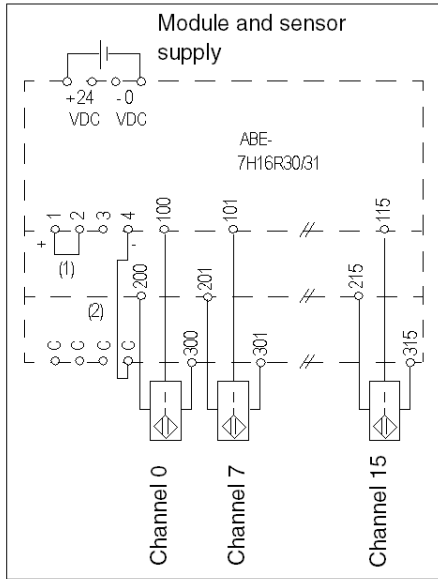 Module and sensor
supply
+24 -0
VDC VDC
ABE-
7H16R30/31
1 2 3 4 100 101 115
+ -
(1)
200 201 215
(2)
C C C C 300 301 315
Channel 0 Channel 7 Channel 15